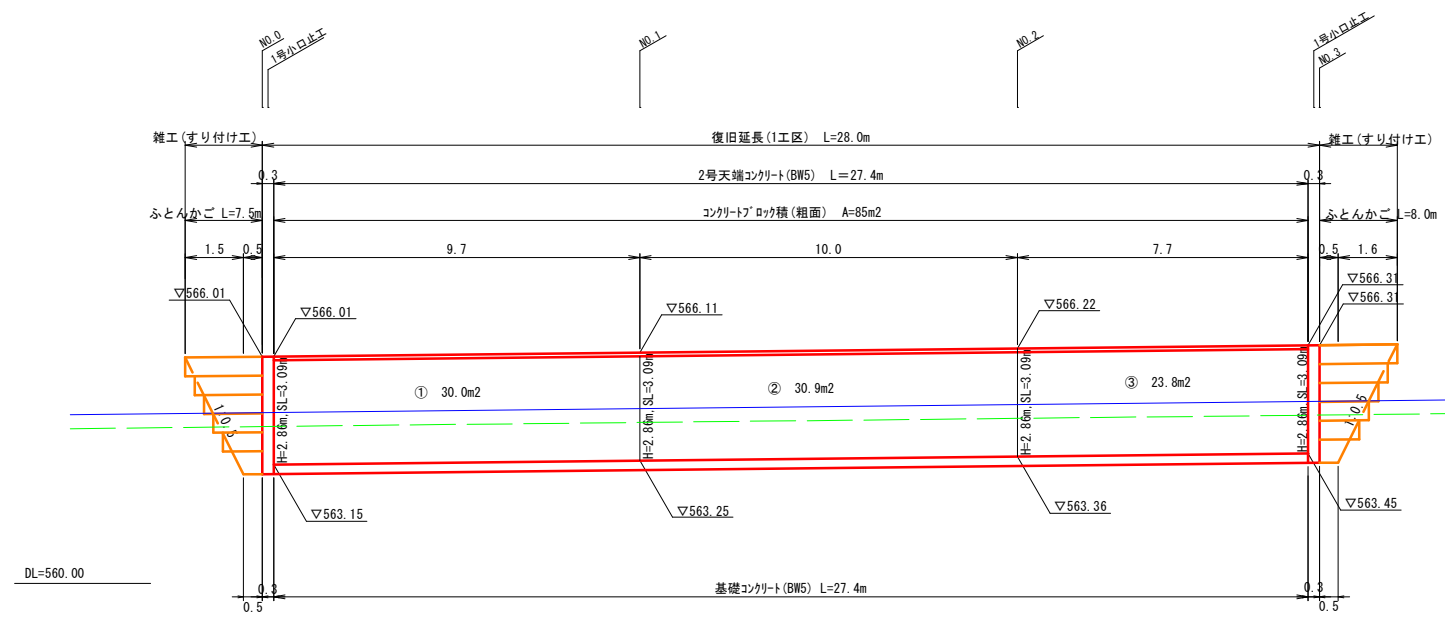 NO.0
1号小口止工
NO.1
NO.2
1号小口止工
NO.3
雑工(すり付け工)
復旧延長(1工区) L=28.0m
雑工(すり付け工)
0.3
2号天端コンクリート(BW5) L=27.4m
0.3
ふとんかご L=7.5m
コンクリートブロック積(粗面) A=85m2
ふとんかご L=8.0m
1.5
0.5
9.7
10.0
7.7
0.5
1.6
▽566.01
▽566.01
▽566.11
▽566.22
▽566.31
▽566.31
H=2.86m,SL=3.09m
H=2.86m,SL=3.09m
H=2.86m,SL=3.09m
H=2.86m,SL=3.09m
① 30.0m2
② 30.9m2
③ 23.8m2
1:0.5
1:0.5
▽563.15
▽563.25
▽563.36
▽563.45
DL=560.00
0.3
基礎コンクリート(BW5) L=27.4m
0.3
0.5
0.5